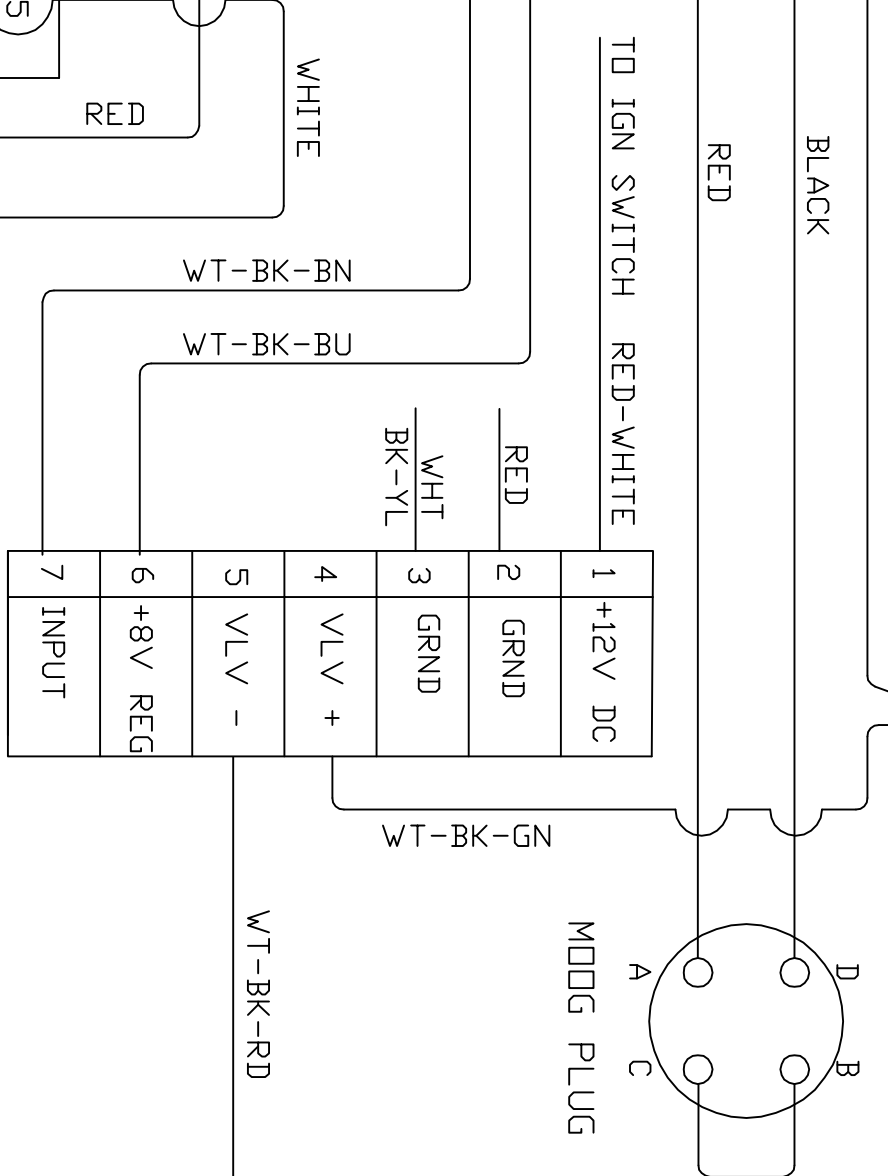 5
RED
WHITE
TO IGN SWITCH RED-WHITE
RED
BLACK
WT-BK-BN
WT-BK-BU
WHT
BK-YL
RED
7 INPUT
6 +8V REG
5 VLV -
4 VLV +
3 GRND
2 GRND
1 +12V DC
WT-BK-GN
WT-BK-RD
MOOG PLUG
A
D
C
B